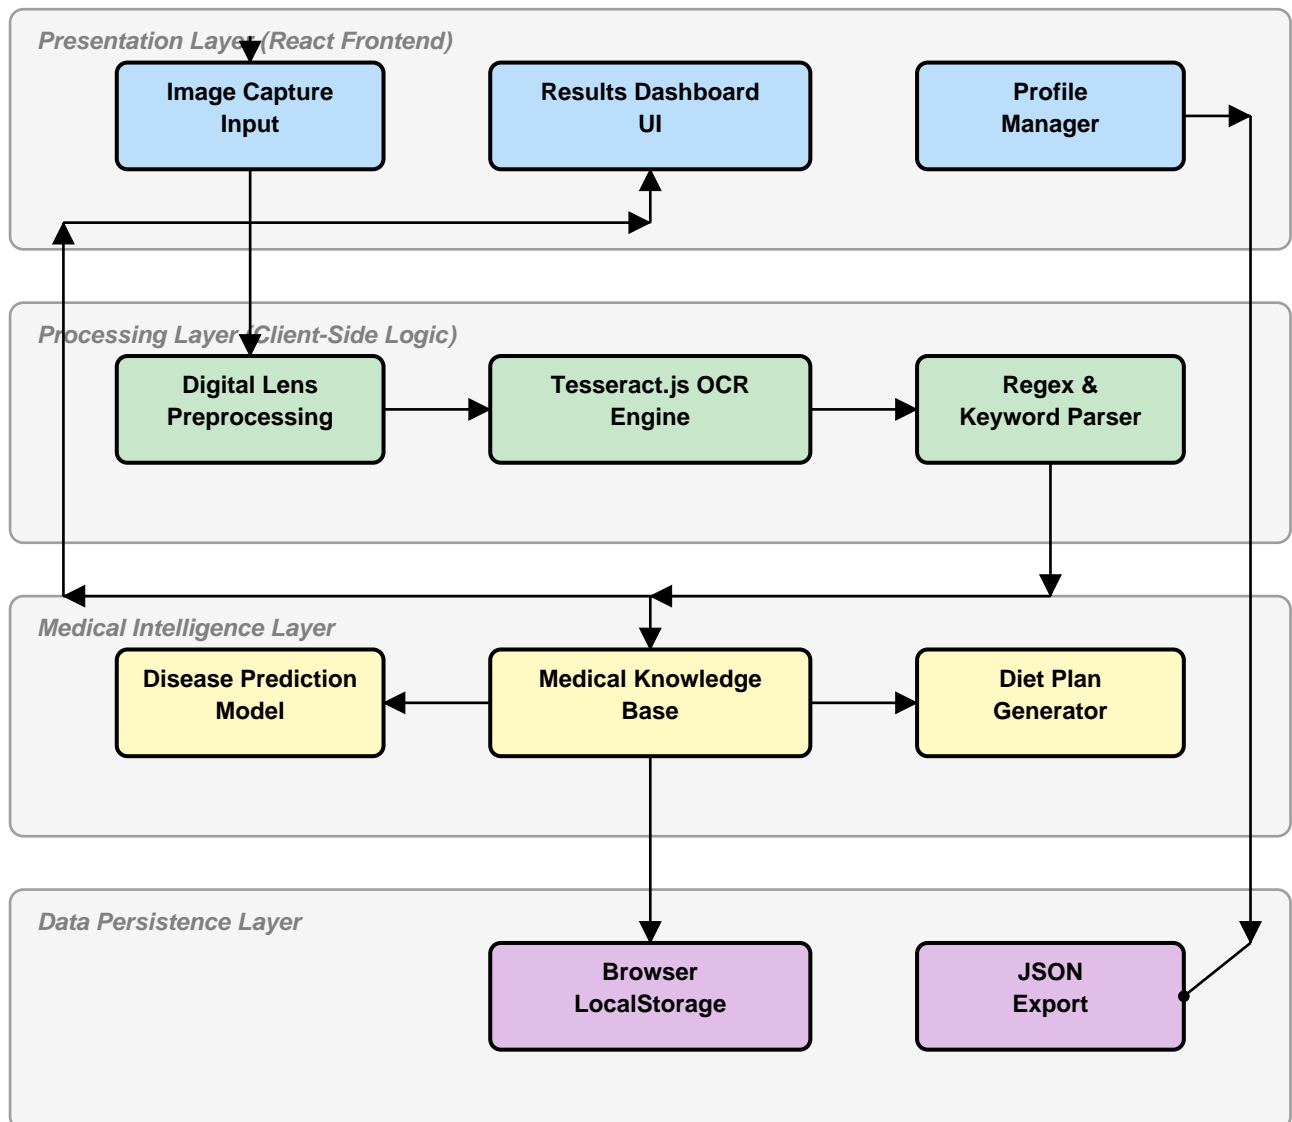 Presentation Layer (React Frontend)
Image Capture
Input
Results Dashboard
UI
Profile
Manager
Processing Layer (Client-Side Logic)
Digital Lens
Preprocessing
Tesseract.js OCR
Engine
Regex &
Keyword Parser
Medical Intelligence Layer
Disease Prediction
Model
Medical Knowledge
Base
Diet Plan
Generator
Data Persistence Layer
Browser
LocalStorage
JSON
Export